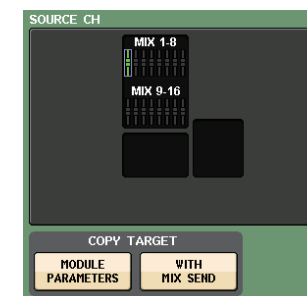 SOURCE CH
MIX 1-8
MIX 9-16
COPY TARGET
MODULE
PARAMETERS
WITH
MIX SEND